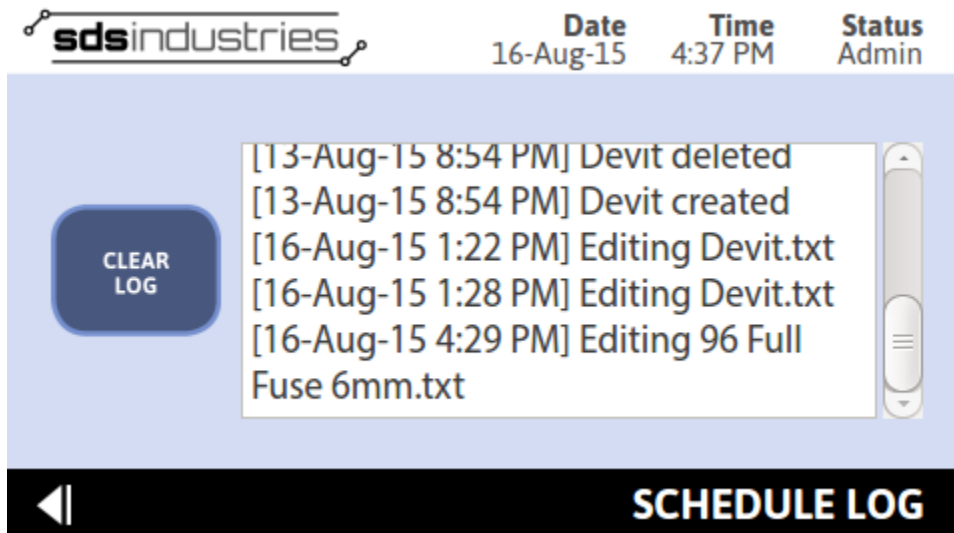 sdsindustries
Date Time Status
16-Aug-15 4:37 PM Admin
CLEAR
LOG
[13-Aug-15 8:54 PM] Devit deleted
[13-Aug-15 8:54 PM] Devit created
[16-Aug-15 1:22 PM] Editing Devit.txt
[16-Aug-15 1:28 PM] Editing Devit.txt
[16-Aug-15 4:29 PM] Editing 96 Full
Fuse 6mm.txt
SCHEDULE LOG